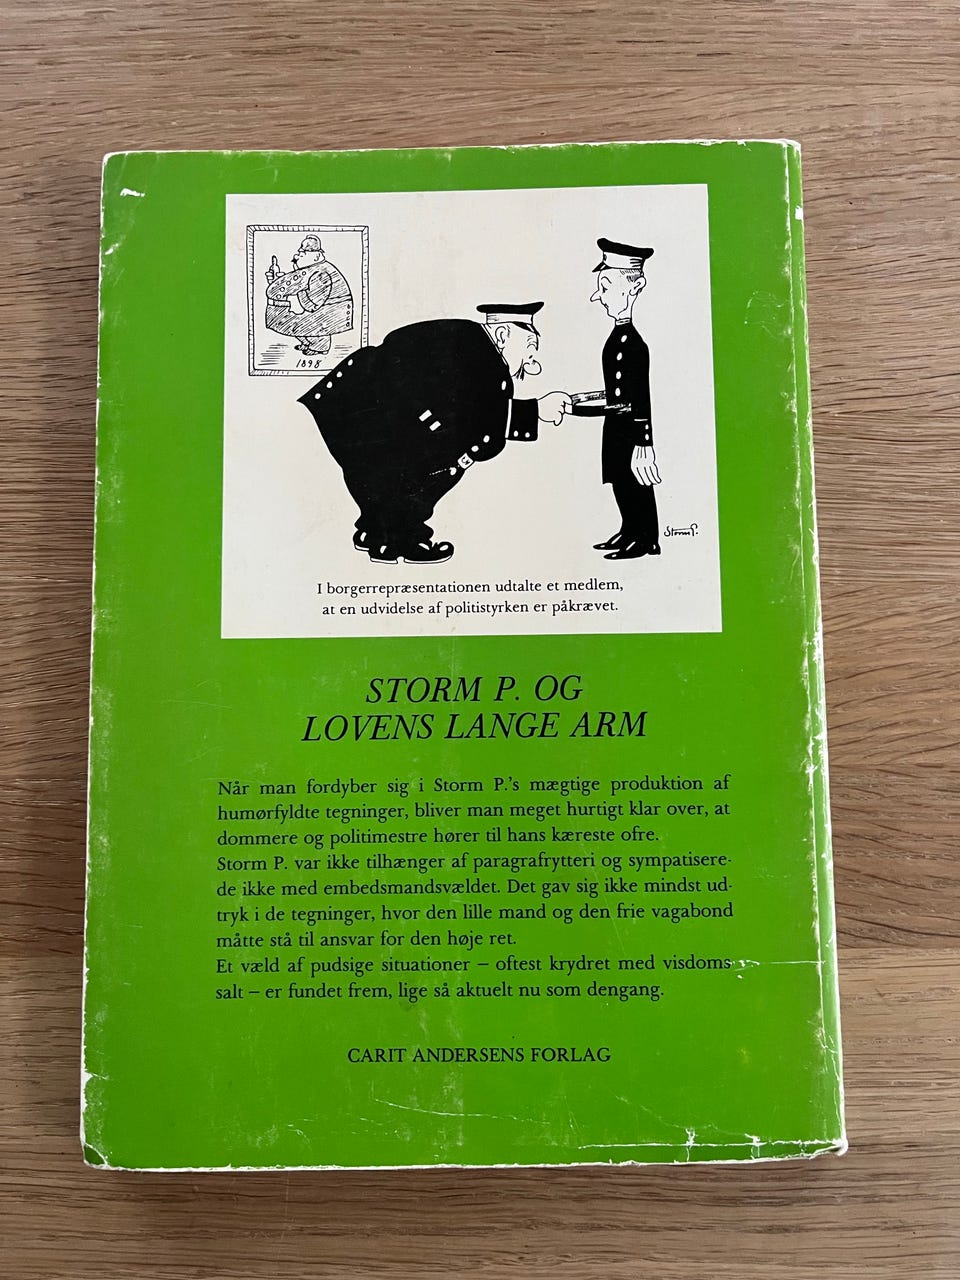 1898
Storm P.
I borgerrepræsentationen udtalte et medlem,
at en udvidelse af politistyrken er påkrævet.
STORM P. OG
LOVENS LANGE ARM
Når man fordyber sig i Storm P.'s mægtige produktion af
humørfyldte tegninger, bliver man meget hurtigt klar over, at
dommere og politimestre hører til hans kæreste ofre.
Storm P. var ikke tilhænger af paragrafrytteri og sympatisere-
de ikke med embedsmandsvældet. Det gav sig ikke mindst ud-
tryk i de tegninger, hvor den lille mand og den frie vagabond
måtte stå til ansvar for den høje ret.
Et væld af pudsige situationer – oftest krydret med visdoms-
salt – er fundet frem, lige så aktuelt nu som dengang.
CARIT ANDERSENS FORLAG